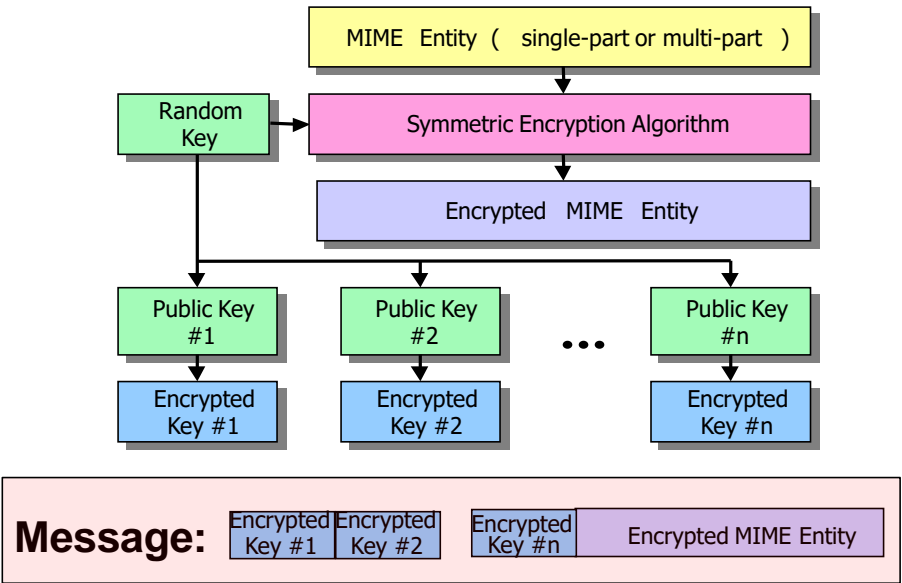 MIME Entity ( single-part or multi-part )
Random
Key
Symmetric Encryption Algorithm
Encrypted MIME Entity
Public Key
#1
Public Key
#2
...
Public Key
#n
Encrypted
Key #1
Encrypted
Key #2
Encrypted
Key #n
Message:
Encrypted
Key #1
Encrypted
Key #2
Encrypted
Key #n
Encrypted MIME Entity